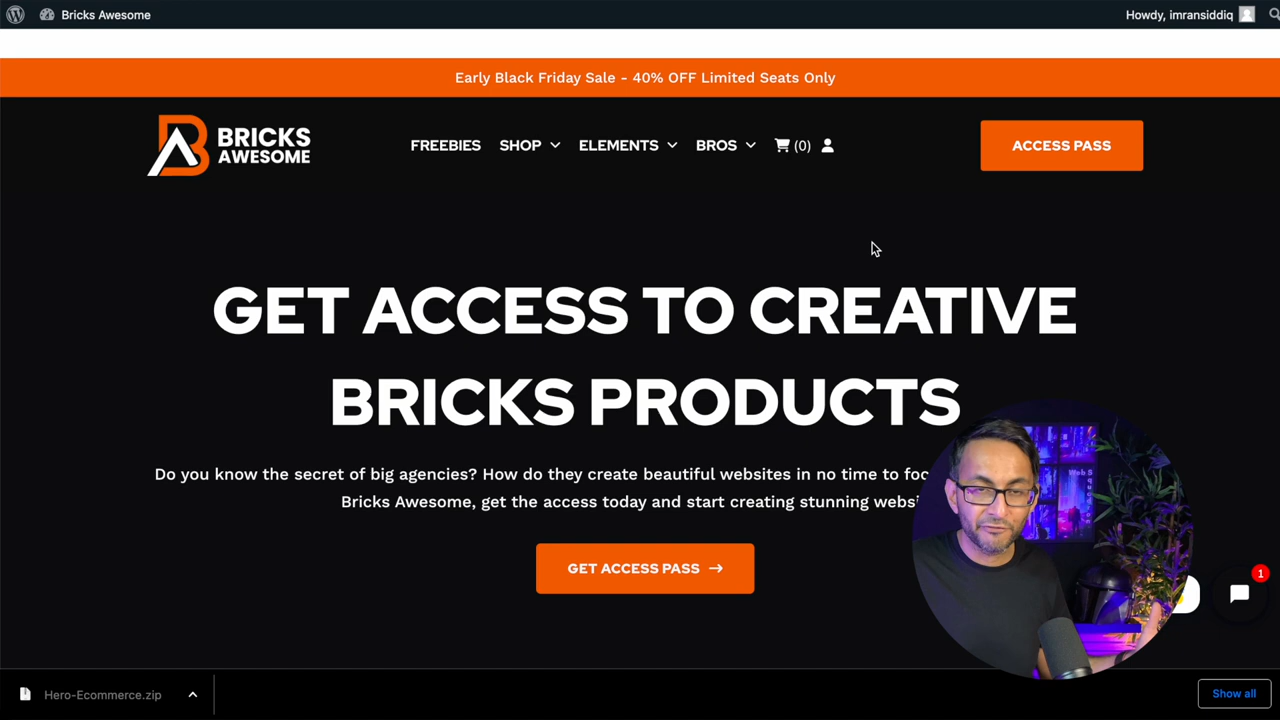 Bricks Awesome
Howdy, imransiddiq
Early Black Friday Sale - 40% OFF Limited Seats Only
BRICKS
AWESOME
FREEBIES SHOP ELEMENTS BROS (0)
ACCESS PASS
GET ACCESS TO CREATIVE
BRICKS PRODUCTS
Do you know the secret of big agencies? How do they create beautiful websites in no time to
Bricks Awesome, get the access today and start creating stunning
GET ACCESS PASS →
1
Hero-Ecommerce.zip
Show all